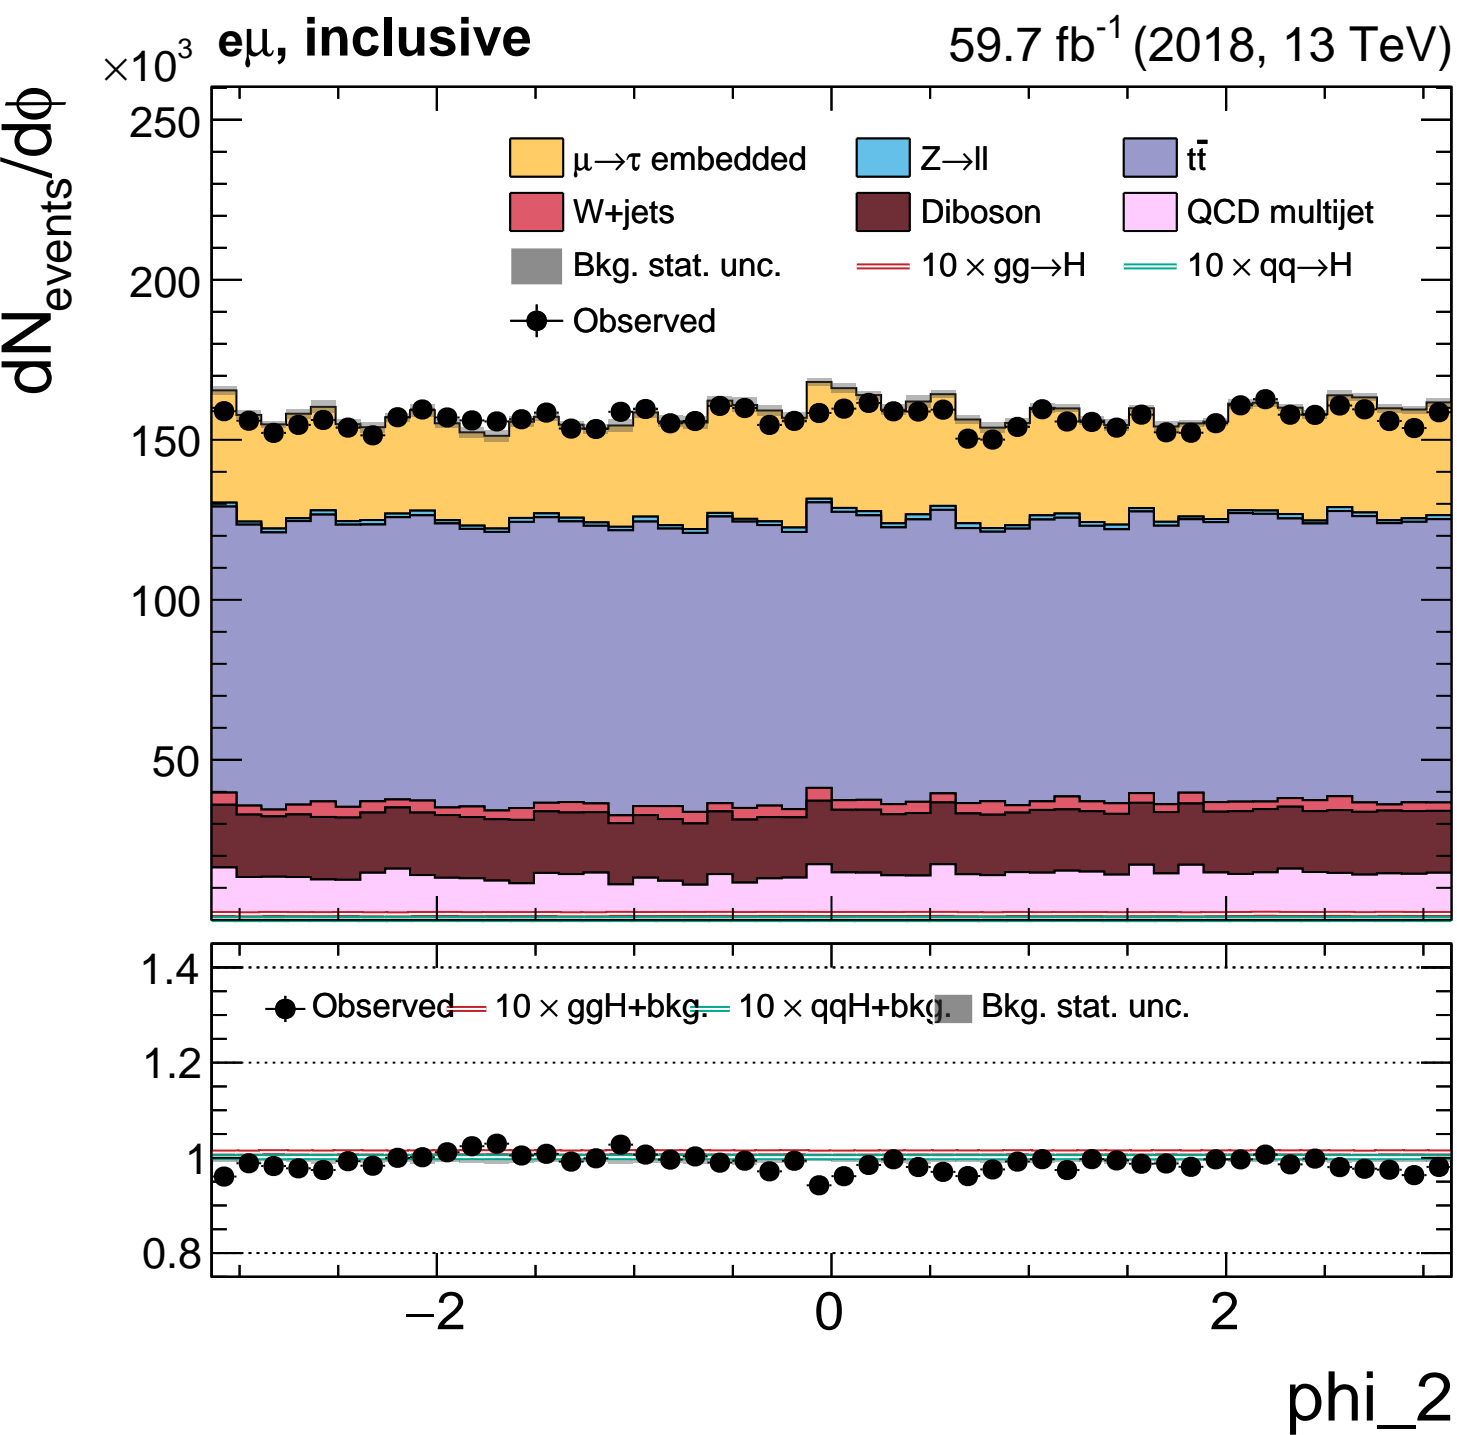 ×10³ eμ, inclusive 59.7 fb⁻¹ (2018, 13 TeV)
dN_events/dϕ
250
200
150
100
50
μ→τ embedded Z→ll tt̄
W+jets Diboson QCD multijet
Bkg. stat. unc. 10 × gg→H 10 × qq→H
Observed
1.4
1.2
1
0.8
Observed 10 × ggH+bkg. 10 × qqH+bkg. Bkg. stat. unc.
−2 0 2
phi_2